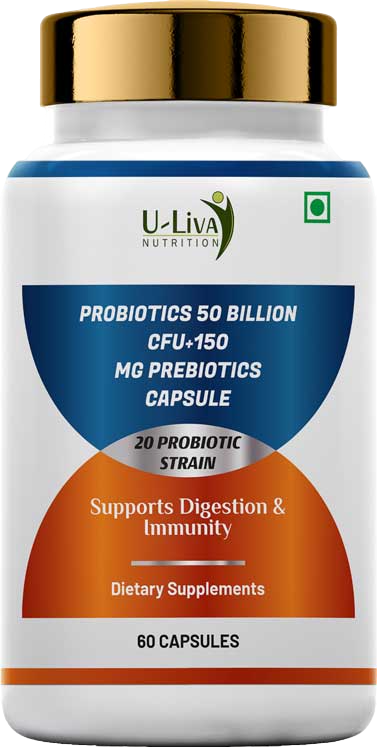 U-LivA
NUTRITION
PROBIOTICS 50 BILLION
CFU+150
MG PREBIOTICS
CAPSULE
20 PROBIOTIC
STRAIN
Supports Digestion &
Immunity
Dietary Supplements
60 CAPSULES